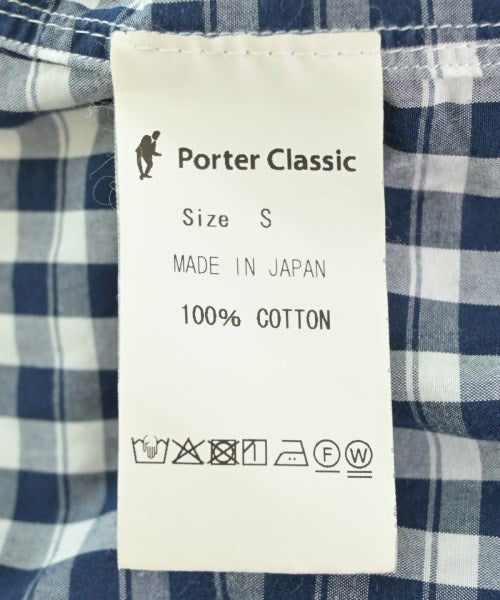 Porter Classic
Size S
MADE IN JAPAN
100% COTTON
F W